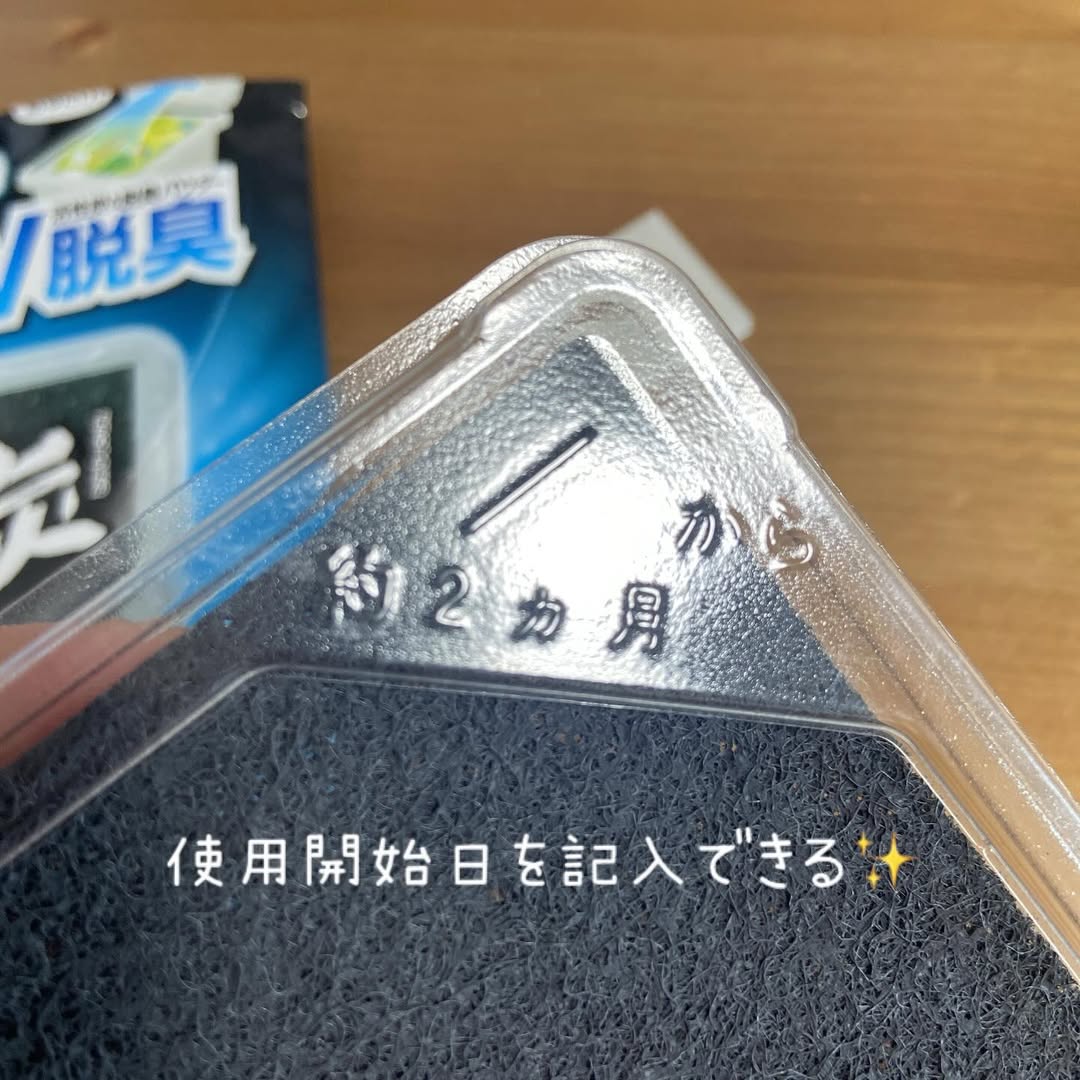 脱臭
炭
/ から
約2ヵ月
使用開始日を記入できる✨